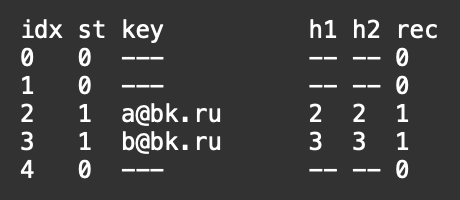 idx st key h1 h2 rec
0 0 --- -- -- 0
1 0 --- -- -- 0
2 1 a@bk.ru 2 2 1
3 1 b@bk.ru 3 3 1
4 0 --- -- -- 0